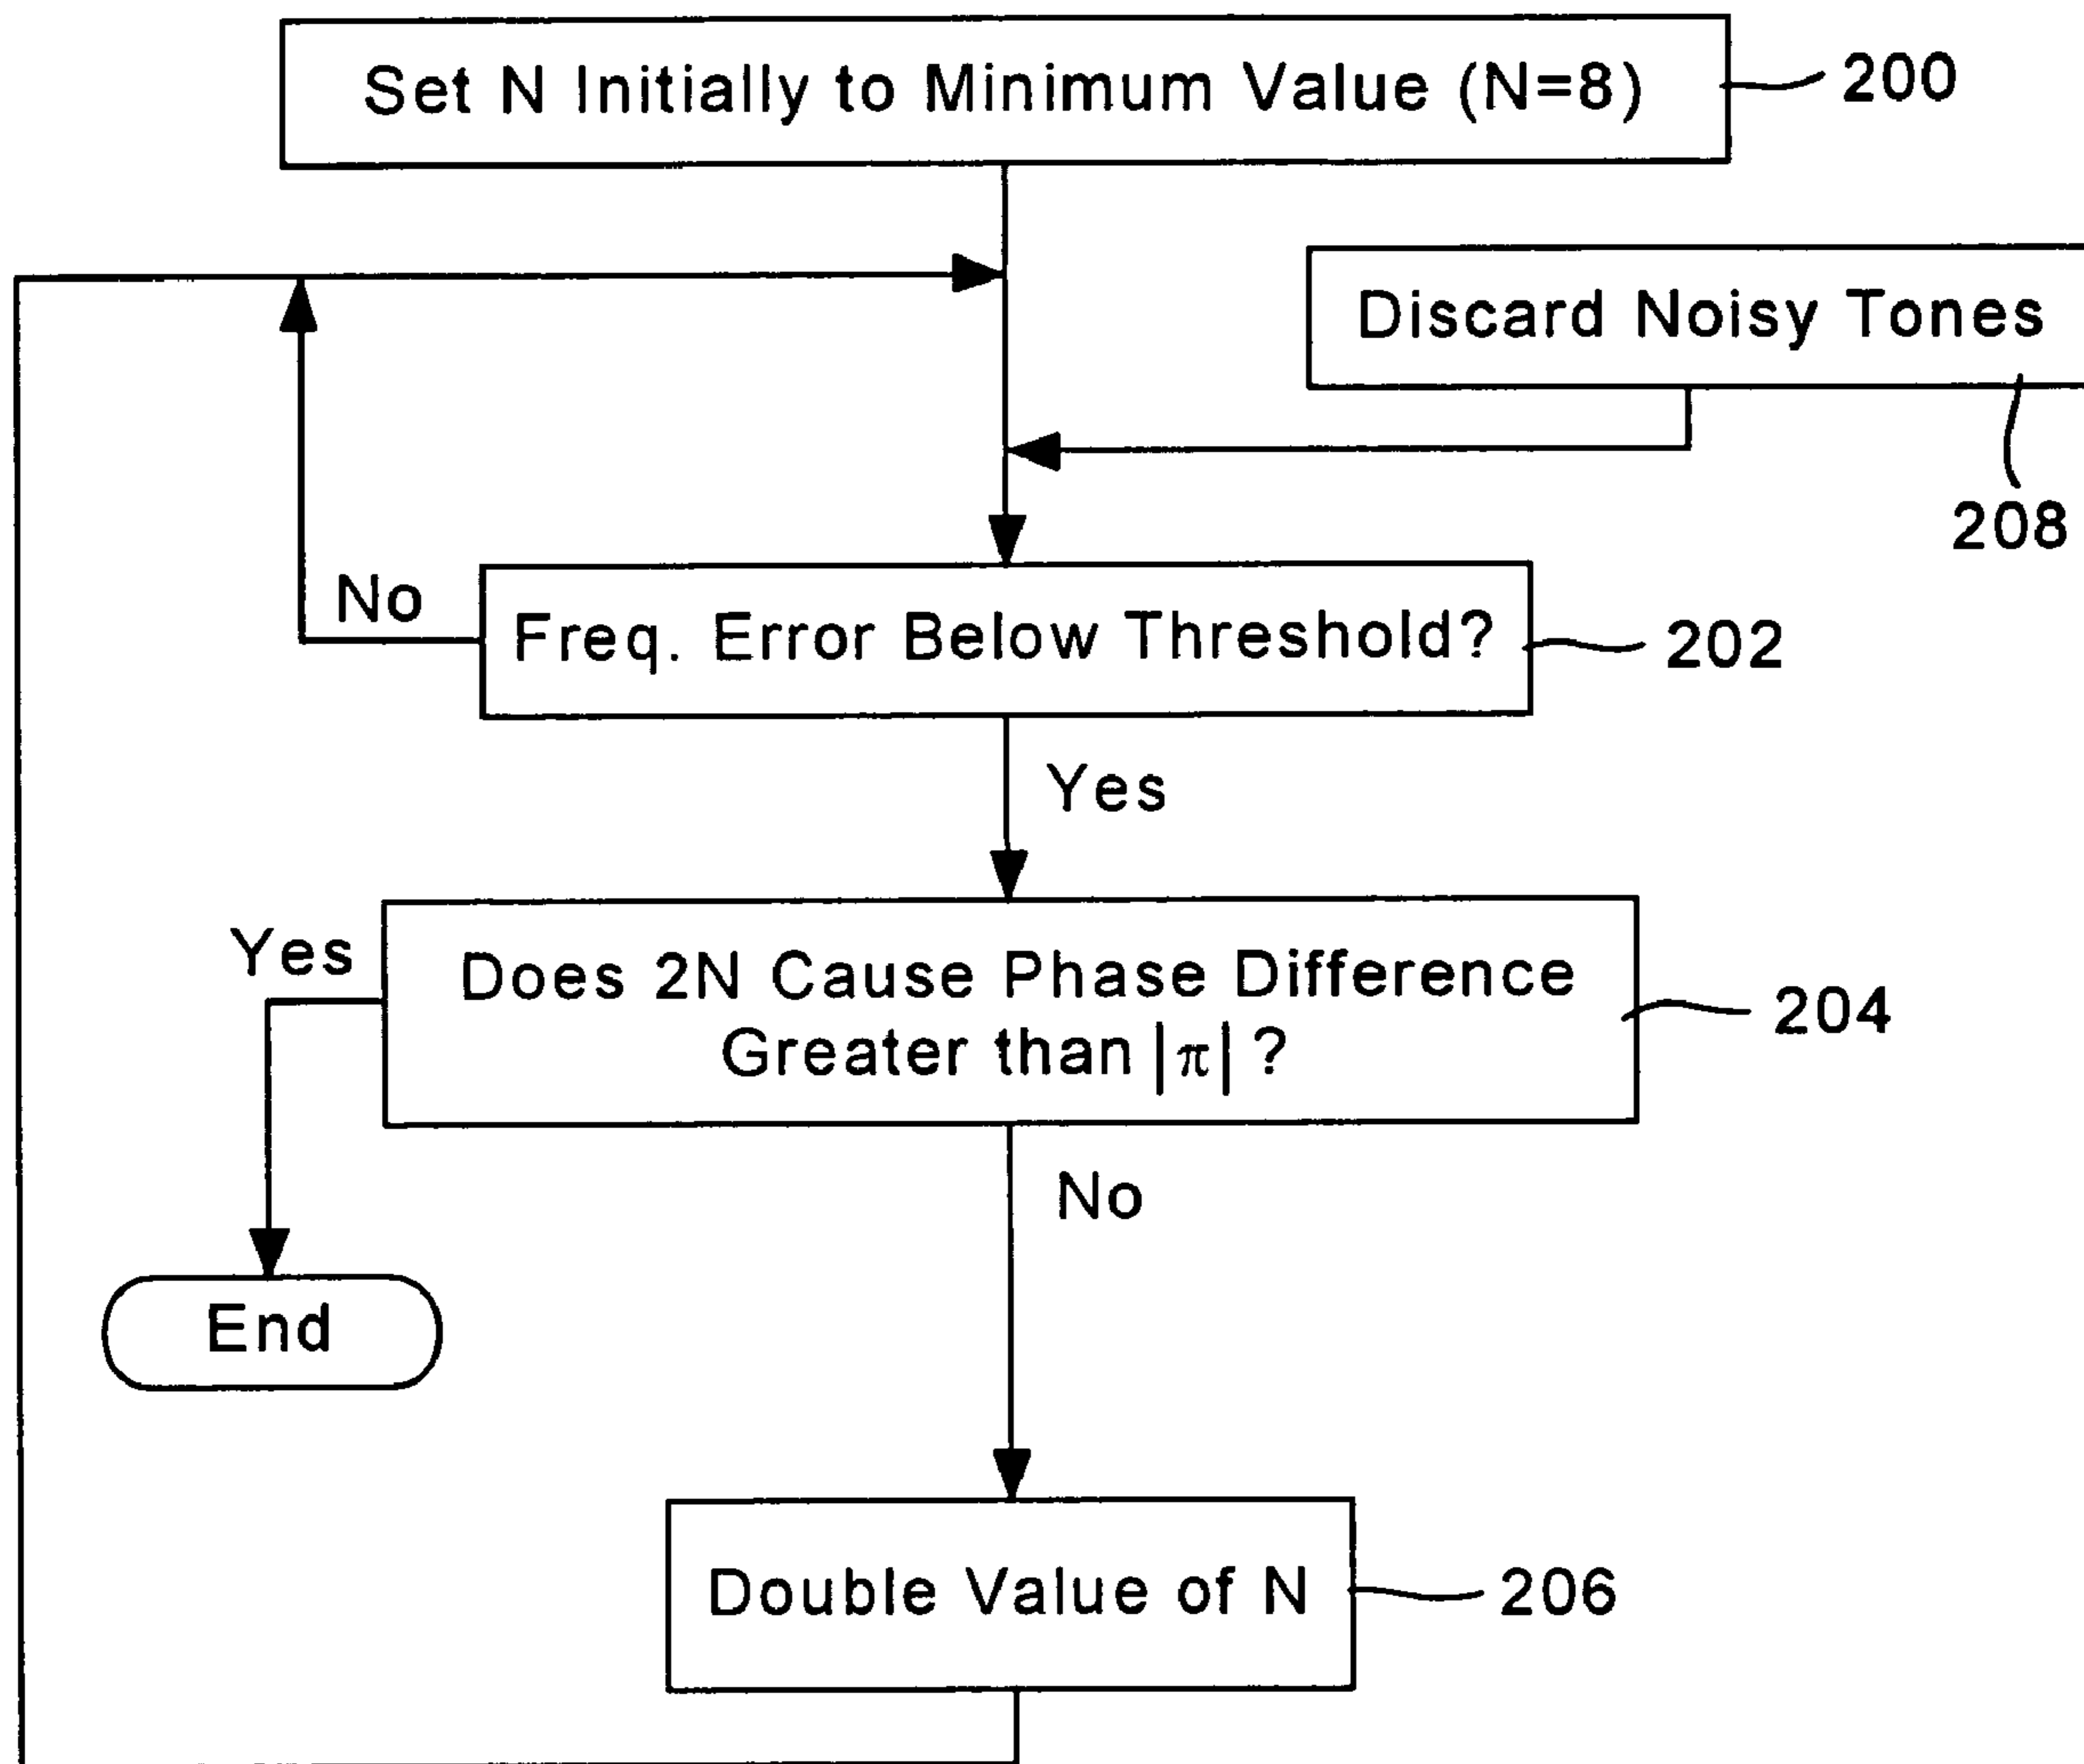 Set N Initially to Minimum Value (N=8)
200
Discard Noisy Tones
208
No
Freq. Error Below Threshold?
202
Yes
Yes
Does 2N Cause Phase Difference
Greater than |π| ?
204
No
End
Double Value of N
206